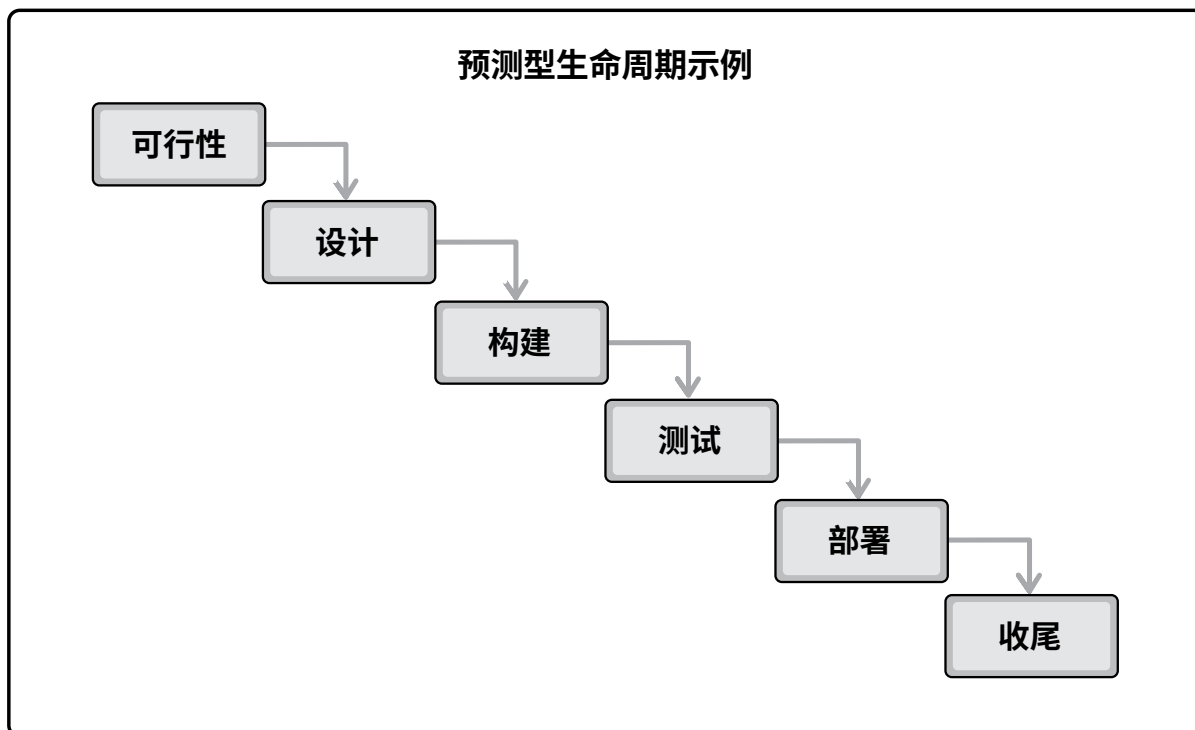 预测型生命周期示例
可行性
设计
构建
测试
部署
收尾